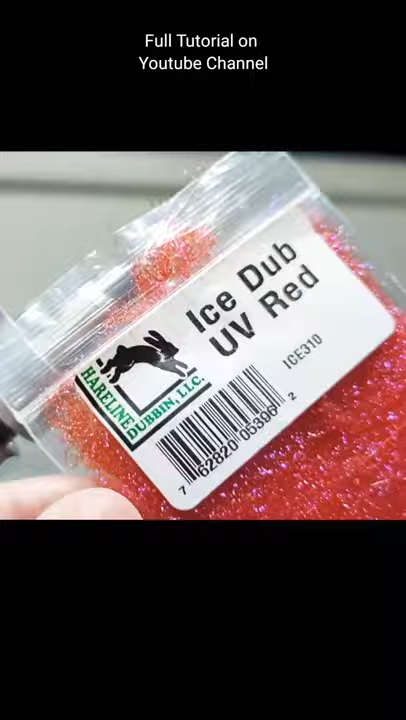 Full Tutorial on
Youtube Channel
Ice Dub
UV Red
ICE310
HARELINE
DUBBIN, LLC.
7 62820 05396 2